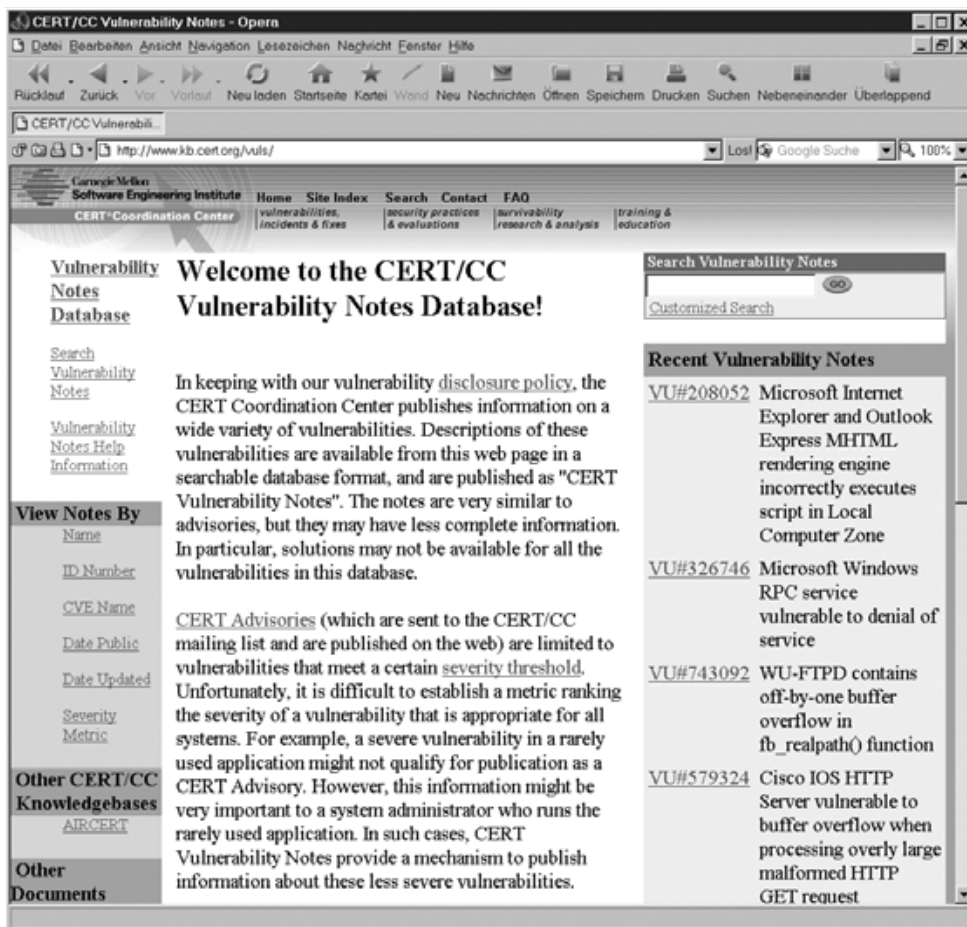 CERT/CC Vulnerability Notes - Opera
Datei Bearbeiten Ansicht Navigation Lesezeichen Nachricht Fenster Hilfe
Rücklauf Zurück Vor Vorlauf Neu laden Startseite Kartei Wand Neu Nachrichten Öffnen Speichern Drucken Suchen Nebeneinander Überlappend
CERT/CC Vulnerabili...
http://www.kb.cert.org/vuls/
Los! Google Suche 100%
Carnegie Mellon
Software Engineering Institute
CERT® Coordination Center
Home Site Index Search Contact FAQ
vulnerabilities, incidents & fixes
security practices & evaluations
survivability research & analysis
training & education
Vulnerability
Notes
Database
Search
Vulnerability
Notes
Vulnerability
Notes Help
Information
View Notes By
Name
ID Number
CVE Name
Date Public
Date Updated
Severity
Metric
Other CERT/CC
Knowledgebases
AIRCERT
Other
Documents
Welcome to the CERT/CC
Vulnerability Notes Database!
In keeping with our vulnerability disclosure policy, the
CERT Coordination Center publishes information on a
wide variety of vulnerabilities. Descriptions of these
vulnerabilities are available from this web page in a
searchable database format, and are published as "CERT
Vulnerability Notes". The notes are very similar to
advisories, but they may have less complete information.
In particular, solutions may not be available for all the
vulnerabilities in this database.
CERT Advisories (which are sent to the CERT/CC
mailing list and are published on the web) are limited to
vulnerabilities that meet a certain severity threshold.
Unfortunately, it is difficult to establish a metric ranking
the severity of a vulnerability that is appropriate for all
systems. For example, a severe vulnerability in a rarely
used application might not qualify for publication as a
CERT Advisory. However, this information might be
very important to a system administrator who runs the
rarely used application. In such cases, CERT
Vulnerability Notes provide a mechanism to publish
information about these less severe vulnerabilities.
Search Vulnerability Notes
GO
Customized Search
Recent Vulnerability Notes
VU#208052 Microsoft Internet
Explorer and Outlook
Express MHTML
rendering engine
incorrectly executes
script in Local
Computer Zone
VU#326746 Microsoft Windows
RPC service
vulnerable to denial of
service
VU#743092 WU-FTPD contains
off-by-one buffer
overflow in
fb_realpath() function
VU#579324 Cisco IOS HTTP
Server vulnerable to
buffer overflow when
processing overly large
malformed HTTP
GET request